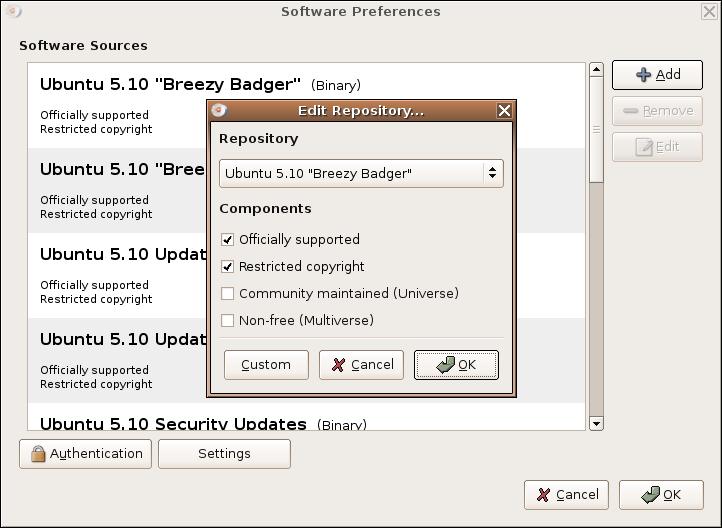 Software Preferences
Software Sources
Ubuntu 5.10 "Breezy Badger" (Binary)
Officially supported
Restricted copyright
Ubuntu 5.10 "Bree
Officially supported
Restricted copyright
Ubuntu 5.10 Updat
Officially supported
Restricted copyright
Ubuntu 5.10 Updat
Officially supported
Restricted copyright
Ubuntu 5.10 Security Updates (Binary)
Add
Remove
Edit
Edit Repository...
Repository
Ubuntu 5.10 "Breezy Badger"
Components
Officially supported
Restricted copyright
Community maintained (Universe)
Non-free (Multiverse)
Custom
Cancel
OK
Authentication
Settings
Cancel
OK